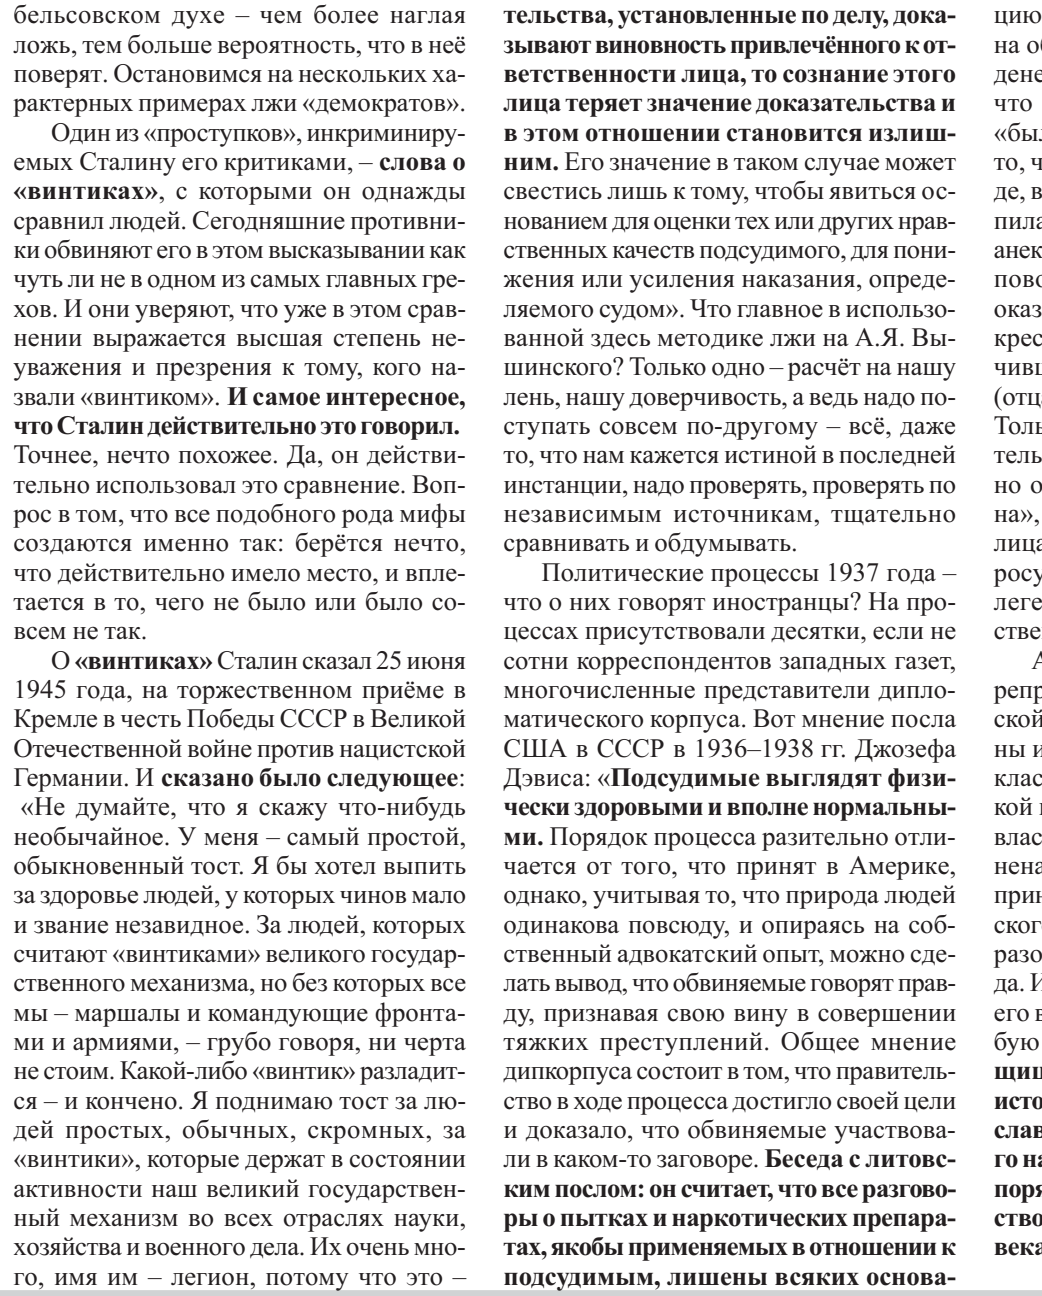 бельсовском духе – чем более наглая
ложь, тем больше вероятность, что в неё
поверят. Остановимся на нескольких ха-
рактерных примерах лжи «демократов».
Один из «проступков», инкриминиру-
емых Сталину его критиками, – слова о
«винтиках», с которыми он однажды
сравнил людей. Сегодняшние противни-
ки обвиняют его в этом высказывании как
чуть ли не в одном из самых главных гре-
хов. И они уверяют, что уже в этом срав-
нении выражается высшая степень не-
уважения и презрения к тому, кого на-
звали «винтиком». И самое интересное,
что Сталин действительно это говорил.
Точнее, нечто похожее. Да, он действи-
тельно использовал это сравнение. Воп-
рос в том, что все подобного рода мифы
создаются именно так: берётся нечто,
что действительно имело место, и впле-
тается в то, чего не было или было со-
всем не так.
О «винтиках» Сталин сказал 25 июня
1945 года, на торжественном приёме в
Кремле в честь Победы СССР в Великой
Отечественной войне против нацистской
Германии. И сказано было следующее:
«Не думайте, что я скажу что-нибудь
необычайное. У меня – самый простой,
обыкновенный тост. Я бы хотел выпить
за здоровье людей, у которых чинов мало
и звание незавидное. За людей, которых
считают «винтиками» великого государ-
ственного механизма, но без которых все
мы – маршалы и командующие фронта-
ми и армиями, – грубо говоря, ни черта
не стоим. Какой-либо «винтик» разладит-
ся – и кончено. Я поднимаю тост за лю-
дей простых, обычных, скромных, за
«винтики», которые держат в состоянии
активности наш великий государствен-
ный механизм во всех отраслях науки,
хозяйства и военного дела. Их очень мно-
го, имя им – легион, потому что это –
тельства, установленные по делу, дока-
зывают виновность привлечённого к от-
ветственности лица, то сознание этого
лица теряет значение доказательства и
в этом отношении становится излиш-
ним. Его значение в таком случае может
свестись лишь к тому, чтобы явиться ос-
нованием для оценки тех или других нрав-
ственных качеств подсудимого, для пони-
жения или усиления наказания, опреде-
ляемого судом». Что главное в использо-
ванной здесь методике лжи на А.Я. Вы-
шинского? Только одно – расчёт на нашу
лень, нашу доверчивость, а ведь надо по-
ступать совсем по-другому – всё, даже
то, что нам кажется истиной в последней
инстанции, надо проверять, проверять по
независимым источникам, тщательно
сравнивать и обдумывать.
Политические процессы 1937 года –
что о них говорят иностранцы? На про-
цессах присутствовали десятки, если не
сотни корреспондентов западных газет,
многочисленные представители дипло-
матического корпуса. Вот мнение посла
США в СССР в 1936–1938 гг. Джозефа
Дэвиса: «Подсудимые выглядят физи-
чески здоровыми и вполне нормальны-
ми. Порядок процесса разительно отли-
чается от того, что принят в Америке,
однако, учитывая то, что природа людей
одинакова повсюду, и опираясь на соб-
ственный адвокатский опыт, можно сде-
лать вывод, что обвиняемые говорят прав-
ду, признавая свою вину в совершении
тяжких преступлений. Общее мнение
дипкорпуса состоит в том, что правитель-
ство в ходе процесса достигло своей цели
и доказало, что обвиняемые участвова-
ли в каком-то заговоре. Беседа с литовс-
ким послом: он считает, что все разгово-
ры о пытках и наркотических препара-
тах, якобы применяемых в отношении к
подсудимым, лишены всяких основа-